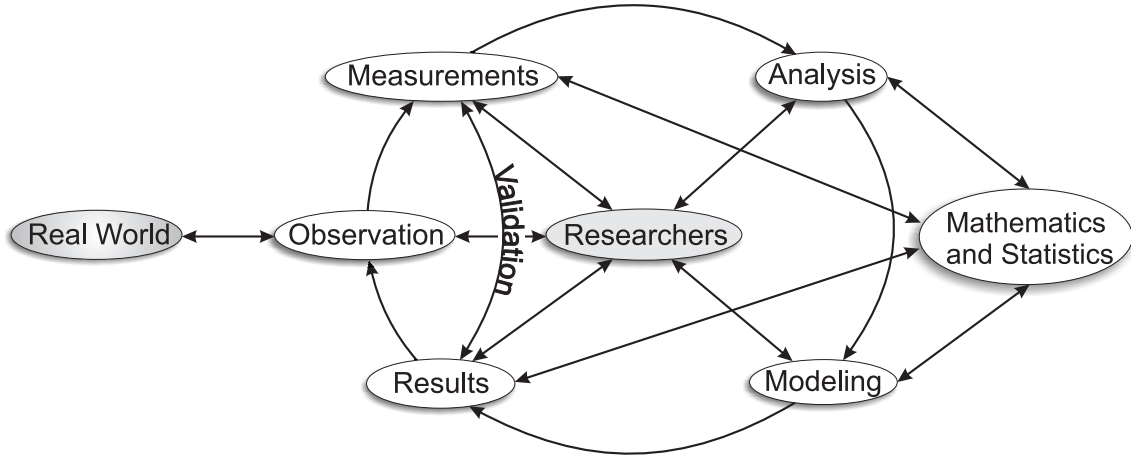 Measurements
Analysis
Validation
Real World
Observation
Researchers
Mathematics
and Statistics
Results
Modeling